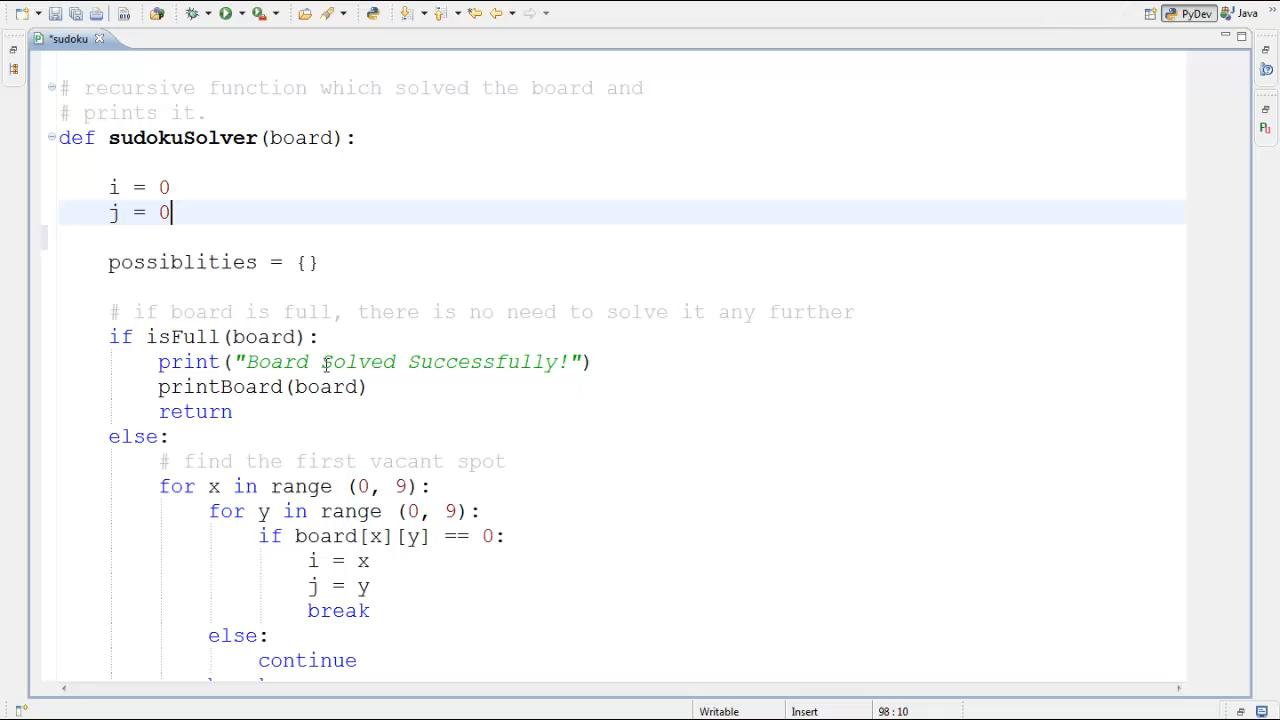 PyDev
Java
*sudoku
# recursive function which solved the board and
# prints it.
def sudokuSolver(board):
i = 0
j = 0
possiblities = {}
# if board is full, there is no need to solve it any further
if isFull(board):
print("Board Solved Successfully!")
printBoard(board)
return
else:
# find the first vacant spot
for x in range (0, 9):
for y in range (0, 9):
if board[x][y] == 0:
i = x
j = y
break
else:
continue
Writable
Insert
98 : 10